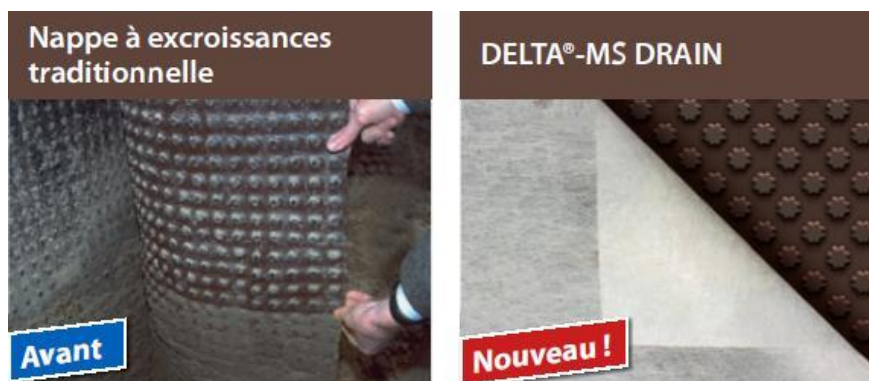 Nappe à excroissances
traditionnelle
DELTA®-MS DRAIN
Avant
Nouveau !